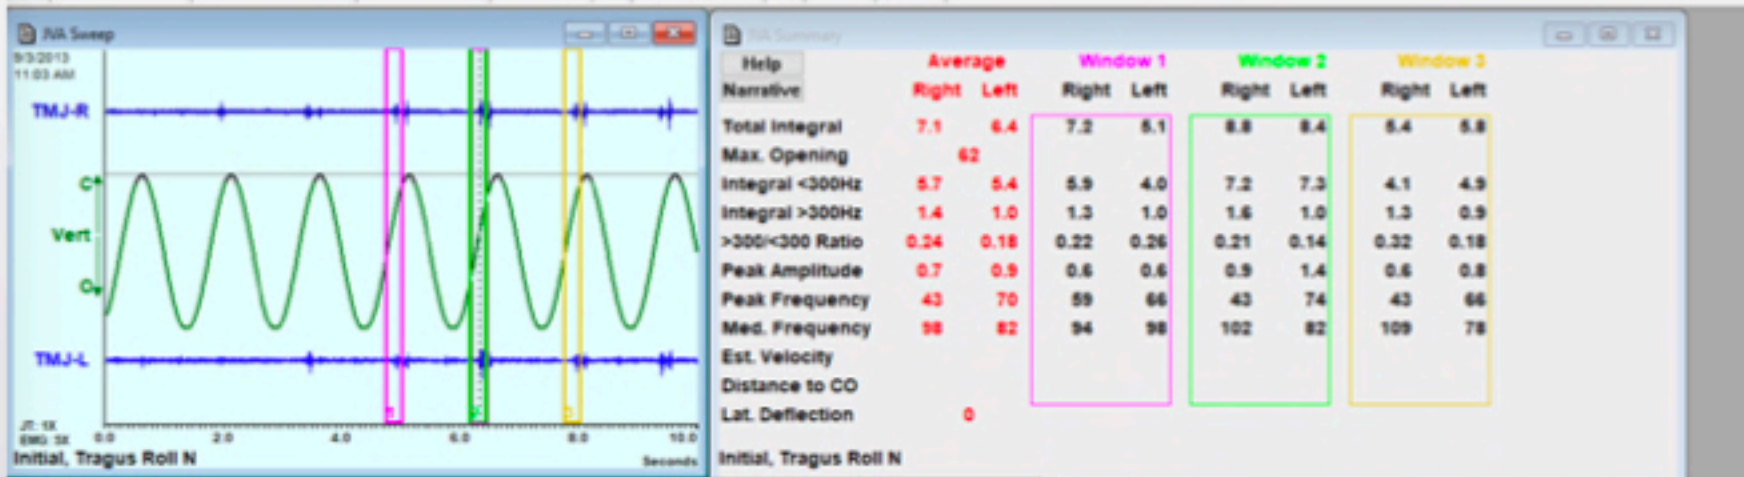 JVA Sweep
9/3/2013
11:03 AM
TMJ-R
C
Vert
O
TMJ-L
1
2
3
JT: 1X
EMG: 5X
0.0 2.0 4.0 6.0 8.0 10.0
Initial, Tragus Roll N Seconds
JVA Summary
Help Average Window 1 Window 2 Window 3
Narrative Right Left Right Left Right Left Right Left
Total Integral 7.1 6.4 7.2 5.1 8.8 8.4 5.4 5.8
Max. Opening 62
Integral <300Hz 5.7 5.4 5.9 4.0 7.2 7.3 4.1 4.9
Integral >300Hz 1.4 1.0 1.3 1.0 1.6 1.0 1.3 0.9
>300/<300 Ratio 0.24 0.18 0.22 0.26 0.21 0.14 0.32 0.18
Peak Amplitude 0.7 0.9 0.6 0.6 0.9 1.4 0.6 0.8
Peak Frequency 43 70 59 66 43 74 43 66
Med. Frequency 98 82 94 98 102 82 109 78
Est. Velocity
Distance to CO
Lat. Deflection 0
Initial, Tragus Roll N